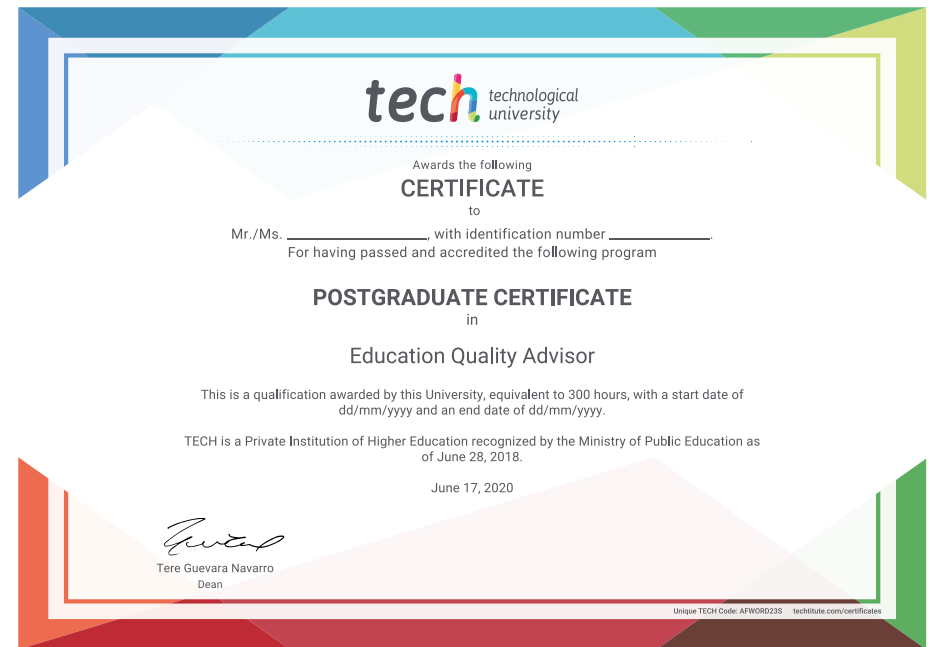 tech technological
university
Awards the following
CERTIFICATE
to
Mr./Ms. ____________, with identification number ____________.
For having passed and accredited the following program
POSTGRADUATE CERTIFICATE
in
Education Quality Advisor
This is a qualification awarded by this University, equivalent to 300 hours, with a start date of
dd/mm/yyyy and an end date of dd/mm/yyyy.
TECH is a Private Institution of Higher Education recognized by the Ministry of Public Education as
of June 28, 2018.
June 17, 2020
Tere Guevara Navarro
Dean
Unique TECH Code: AFWORD23S techtitute.com/certificates